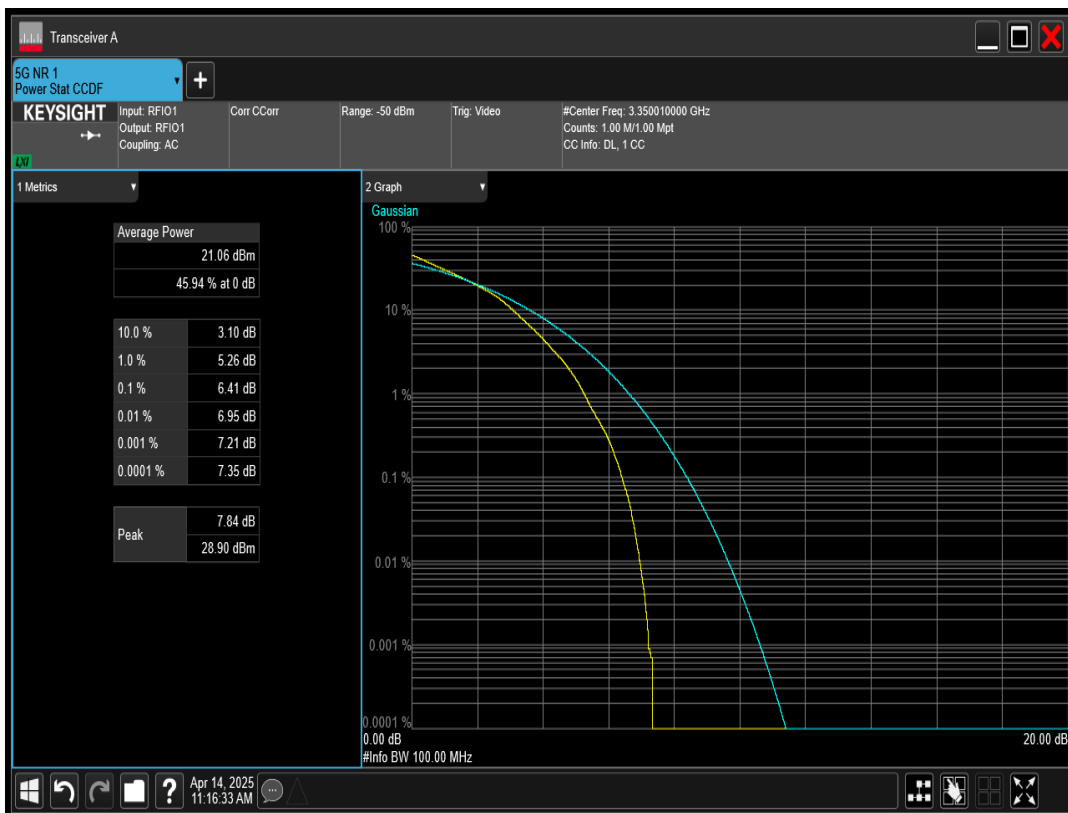 Transceiver A
5G NR 1
Power Stat CCDF
+
KEYSIGHT
LXI
Input: RFIO1
Output: RFIO1
Coupling: AC
Corr CCorr
Range: -50 dBm
Trig: Video
#Center Freq: 3.350010000 GHz
Counts: 1.00 M/1.00 Mpt
CC Info: DL, 1 CC
1 Metrics
Average Power
21.06 dBm
45.94 % at 0 dB
10.0 % 3.10 dB
1.0 % 5.26 dB
0.1 % 6.41 dB
0.01 % 6.95 dB
0.001 % 7.21 dB
0.0001 % 7.35 dB
Peak
7.84 dB
28.90 dBm
2 Graph
Gaussian
100 %
10 %
1 %
0.1 %
0.01 %
0.001 %
0.0001 %
0.00 dB
20.00 dB
#Info BW 100.00 MHz
?
Apr 14, 2025
11:16:33 AM